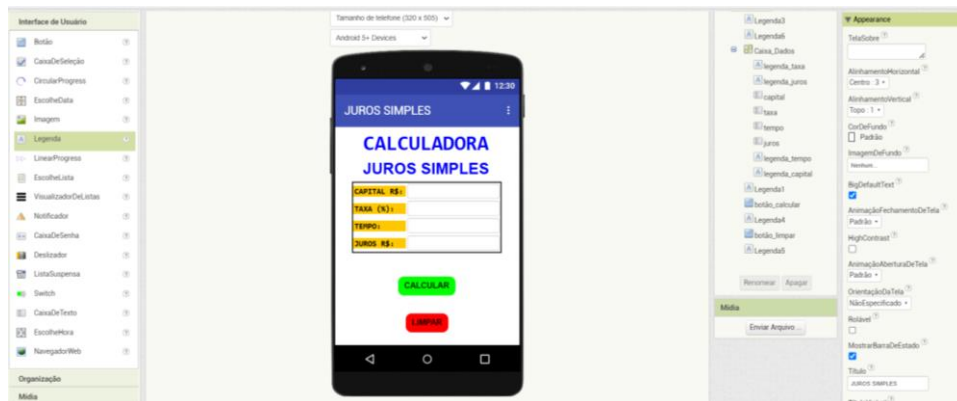 Interface de Usuário
Botão
CaixaDeSeleção
CircularProgress
EscolheData
Imagem
Legenda
LinearProgress
EscolheLista
VisualizadorDeListas
Notificador
CaixaDeSenha
Deslizador
ListaSuspensa
Switch
CaixaDeTexto
EscolheHora
NavegadorWeb
Organização
Mídia
Tamanho de telefone (320 x 505)
Android 5+ Devices
12:30
JUROS SIMPLES
CALCULADORA
JUROS SIMPLES
CAPITAL R$:
TAXA (%):
TEMPO:
JUROS R$:
CALCULAR
LIMPAR
Legenda3
Legenda6
Caixa_Dados
legenda_taxa
legenda_juros
capital
taxa
tempo
juros
legenda_tempo
legenda_capital
Legenda1
botão_calcular
Legenda4
botão_limpar
Legenda5
Renomear Apagar
Mídia
Enviar Arquivo ...
Appearance
TelaSobre
AlinhamentoHorizontal
Centro : 3
AlinhamentoVertical
Topo : 1
CorDeFundo
Padrão
ImagemDeFundo
Nenhum...
BigDefaultText
AnimaçãoFechamentoDeTela
Padrão
HighContrast
AnimaçãoAberturaDeTela
Padrão
OrientaçãoDaTela
NãoEspecificado
Rolável
MostrarBarraDeEstado
Título
JUROS SIMPLES